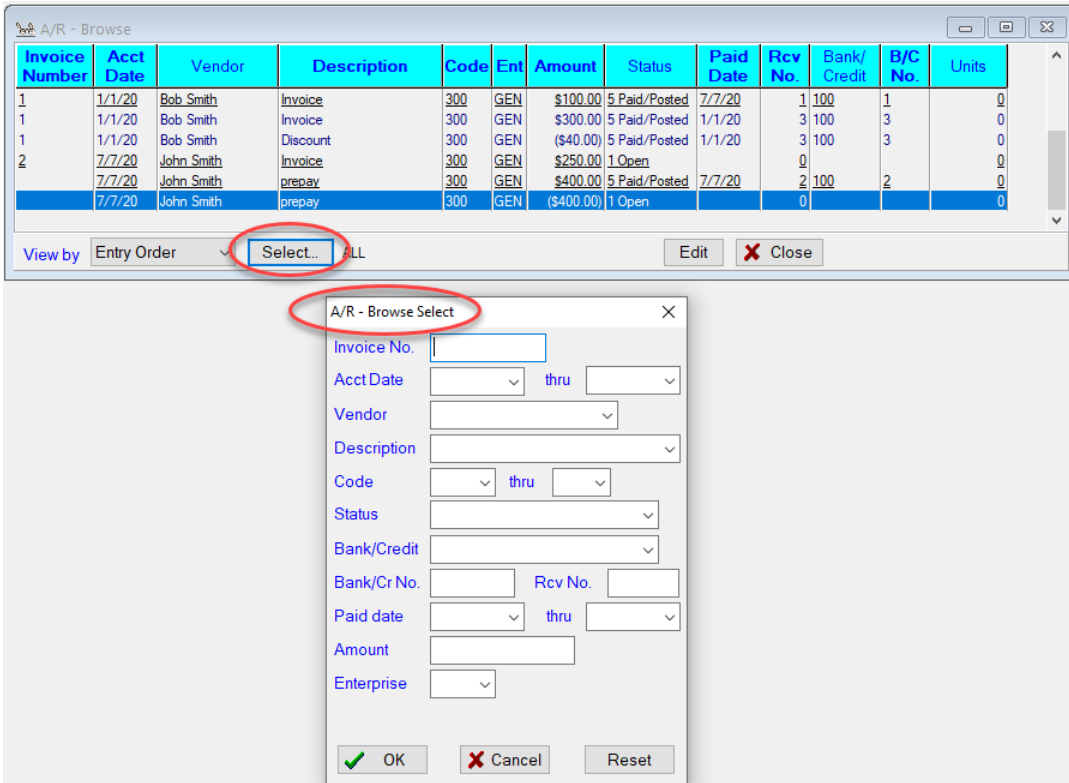 A/R - Browse
Invoice Number Acct Date Vendor Description Code Ent Amount Status Paid Date Rcv No. Bank/ Credit B/C No. Units
1 1/1/20 Bob Smith Invoice 300 GEN $100.00 5 Paid/Posted 7/7/20 1 100 1 0
1 1/1/20 Bob Smith Invoice 300 GEN $300.00 5 Paid/Posted 1/1/20 3 100 3 0
1 1/1/20 Bob Smith Discount 300 GEN ($40.00) 5 Paid/Posted 1/1/20 3 100 3 0
2 7/7/20 John Smith Invoice 300 GEN $250.00 1 Open 0 0
7/7/20 John Smith prepay 300 GEN $400.00 5 Paid/Posted 7/7/20 2 100 2 0
7/7/20 John Smith prepay 300 GEN ($400.00) 1 Open 0 0
View by Entry Order Select... ALL Edit Close
A/R - Browse Select
Invoice No.
Acct Date thru
Vendor
Description
Code thru
Status
Bank/Credit
Bank/Cr No. Rcv No.
Paid date thru
Amount
Enterprise
OK Cancel Reset